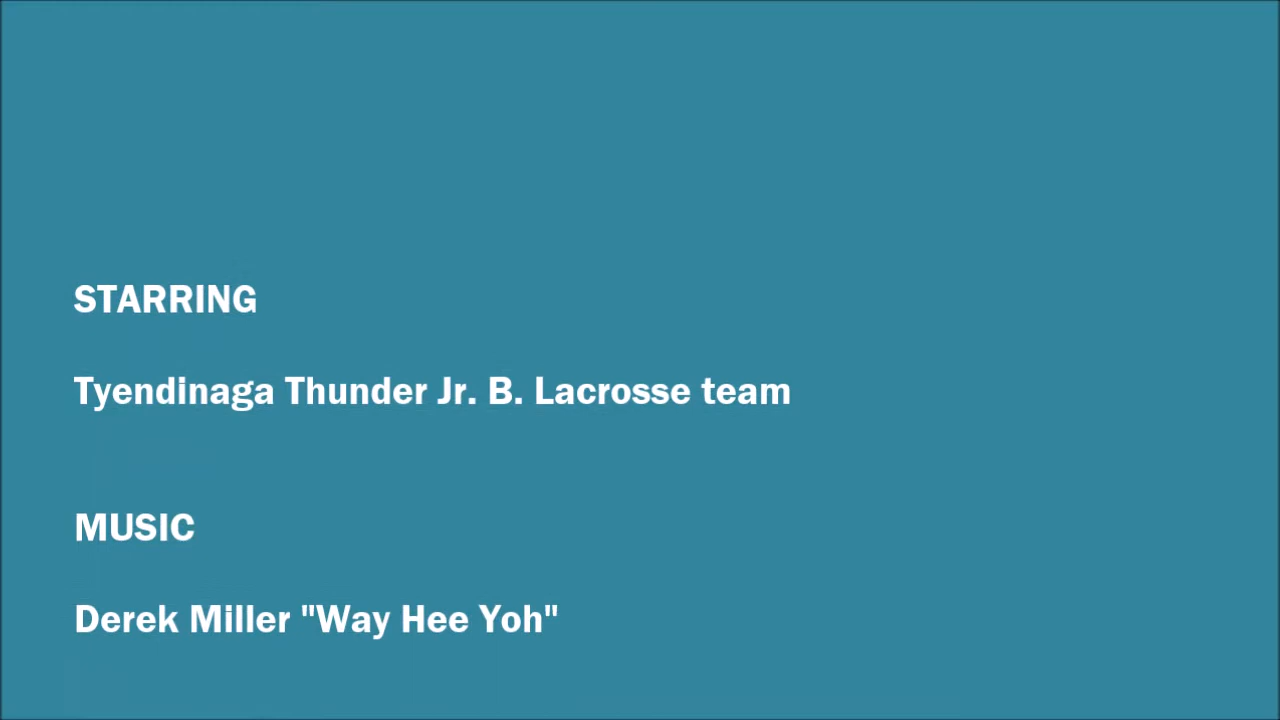 STARRING
Tyendinaga Thunder Jr. B. Lacrosse team
MUSIC
Derek Miller "Way Hee Yoh"